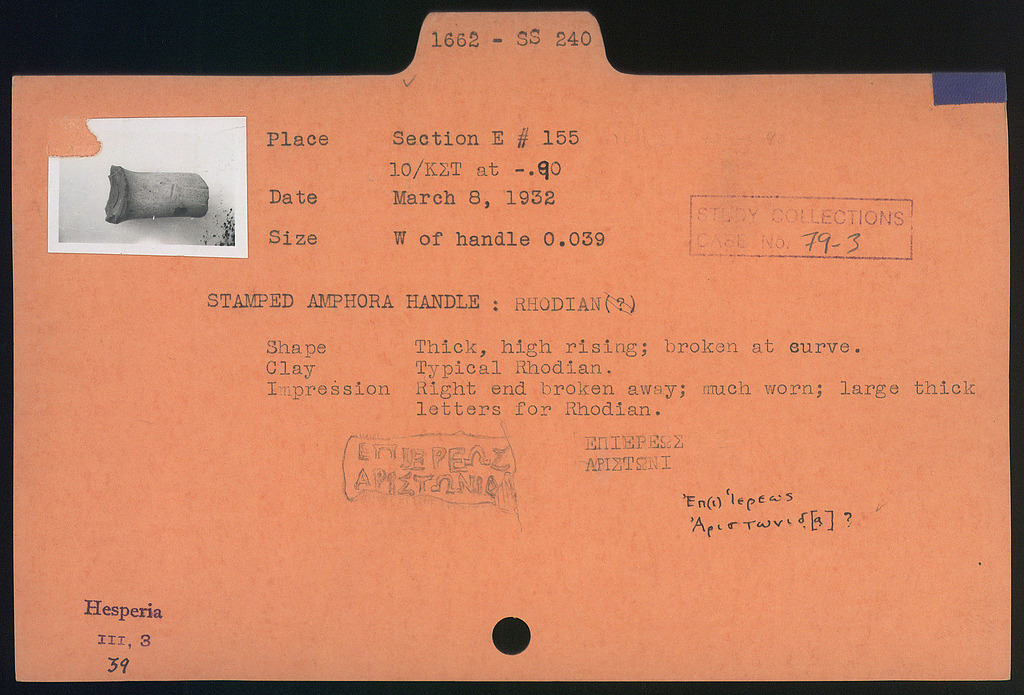 1662 - SS 240
Place Section E # 155
10/ΚΣΤ at -.90
Date March 8, 1932
Size W of handle 0.039
STUDY COLLECTIONS
CASE No. 79-3
STAMPED AMPHORA HANDLE : RHODIAN(?)
Shape Thick, high rising; broken at curve.
Clay Typical Rhodian.
Impression Right end broken away; much worn; large thick
letters for Rhodian.
ΕΠΙΕΡΕΩΣ
ΑΡΙΣΤΩΝΙΔ
ΕΠΙΕΡΕΩΣ
ΑΡΙΣΤΩΝΙ
Ἐπ(ι) Ἱερεως
Ἀριστωνιδ[α] ?
Hesperia
III, 3
39